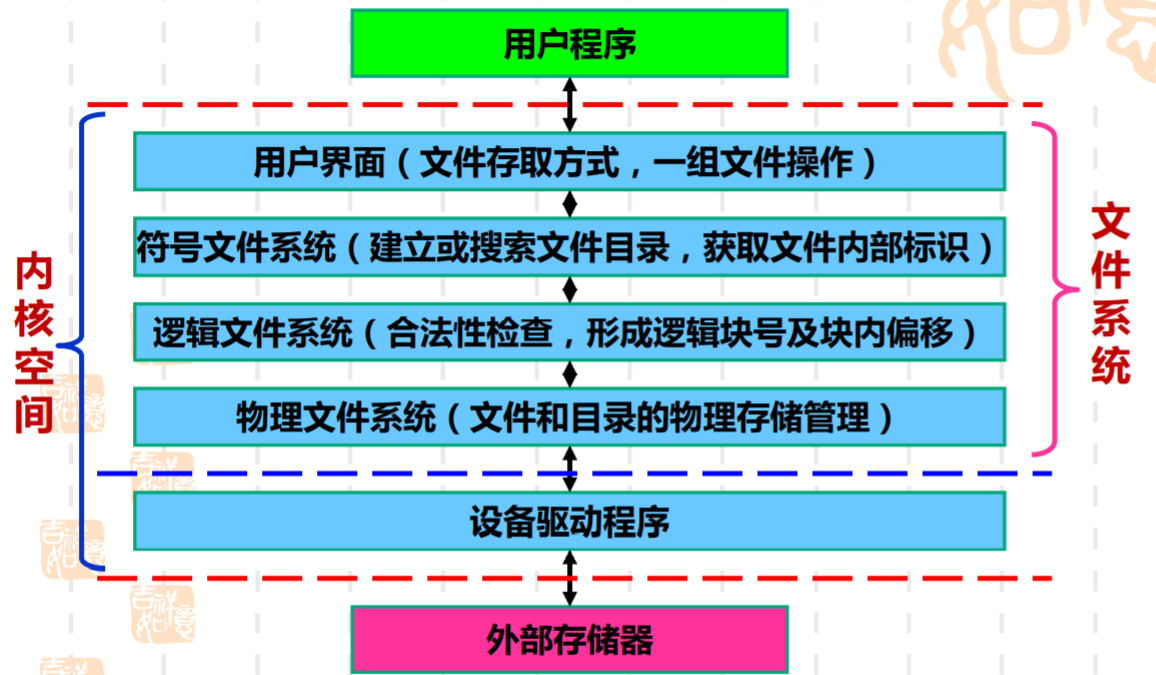 用户程序
用户界面（文件存取方式，一组文件操作）
符号文件系统（建立或搜索文件目录，获取文件内部标识）
逻辑文件系统（合法性检查，形成逻辑块号及块内偏移）
物理文件系统（文件和目录的物理存储管理）
设备驱动程序
外部存储器
内核空间
文件系统